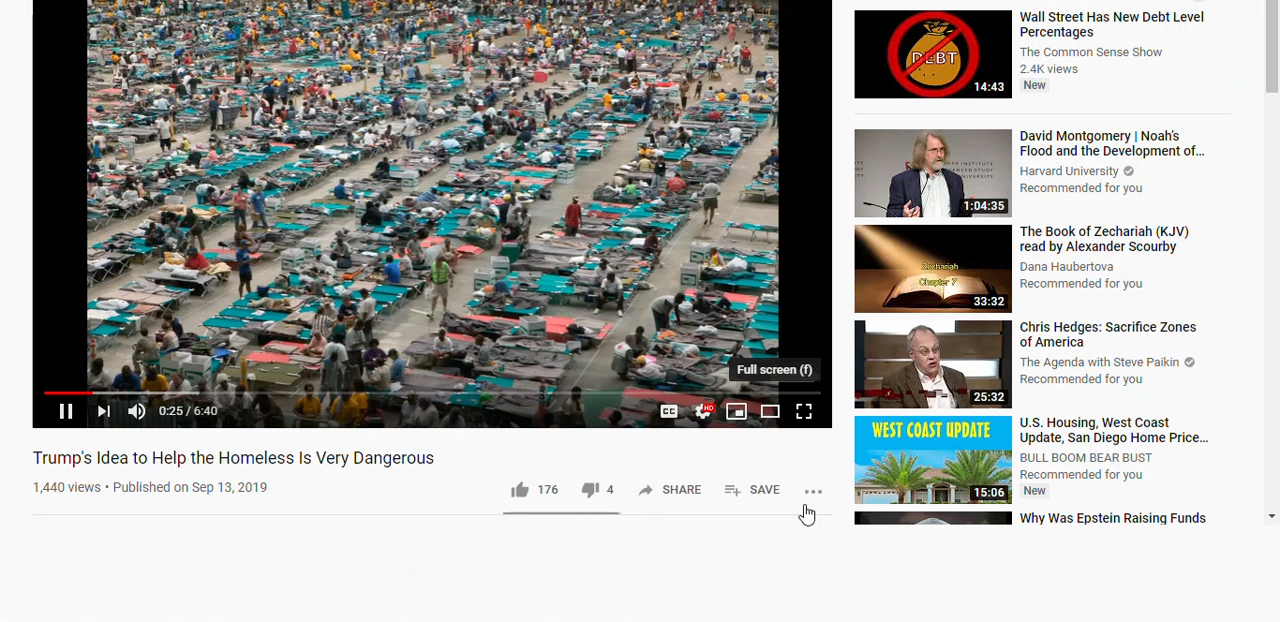 Full screen (f)
0:25 / 6:40
CC
HD
Trump's Idea to Help the Homeless Is Very Dangerous
1,440 views • Published on Sep 13, 2019
176
4
SHARE
SAVE
DEBT
14:43
Wall Street Has New Debt Level
Percentages
The Common Sense Show
2.4K views
New
1:04:35
David Montgomery | Noah's
Flood and the Development of...
Harvard University
Recommended for you
Zechariah
Chapter 7
33:32
The Book of Zechariah (KJV)
read by Alexander Scourby
Dana Haubertova
Recommended for you
25:32
Chris Hedges: Sacrifice Zones
of America
The Agenda with Steve Paikin
Recommended for you
WEST COAST UPDATE
15:06
U.S. Housing, West Coast
Update, San Diego Home Price...
BULL BOOM BEAR BUST
Recommended for you
New
Why Was Epstein Raising Funds